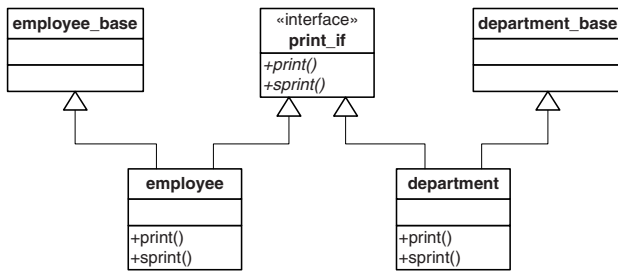 employee_base
«interface»
print_if
+print()
+sprint()
department_base
employee
+print()
+sprint()
department
+print()
+sprint()